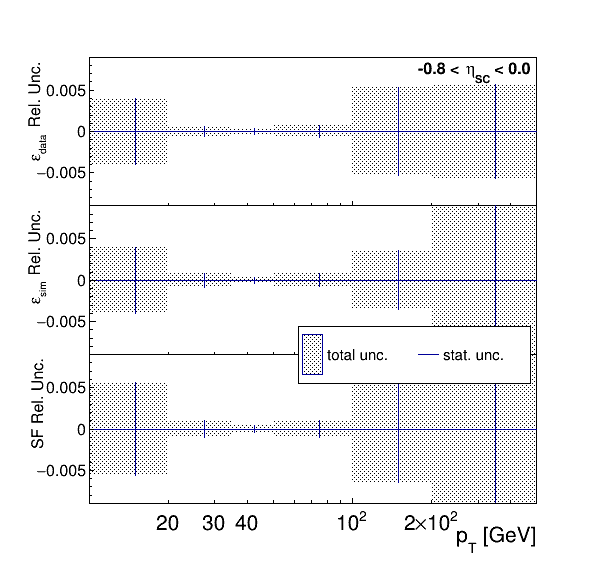 -0.8 < η_SC < 0.0
ε_data Rel. Unc.
0.005
0
−0.005
ε_sim Rel. Unc.
0.005
0
−0.005
total unc. stat. unc.
SF Rel. Unc.
0.005
0
−0.005
20 30 40 10² 2×10²
p_T [GeV]